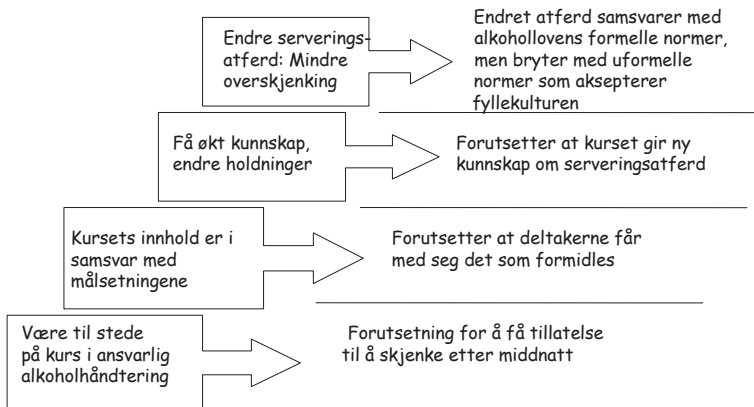 Endre serverings-
atferd: Mindre
overskjenking
Endret atferd samsvarer med
alkohollovens formelle normer,
men bryter med uformelle
normer som aksepterer
fyllekulturen
Få økt kunnskap,
endre holdninger
Forutsetter at kurset gir ny
kunnskap om serveringsatferd
Kursets innhold er i
samsvar med
målsetningene
Forutsetter at deltakerne får
med seg det som formidles
Være til stede
på kurs i ansvarlig
alkoholhåndtering
Forutsetning for å få tillatelse
til å skjenke etter middnatt